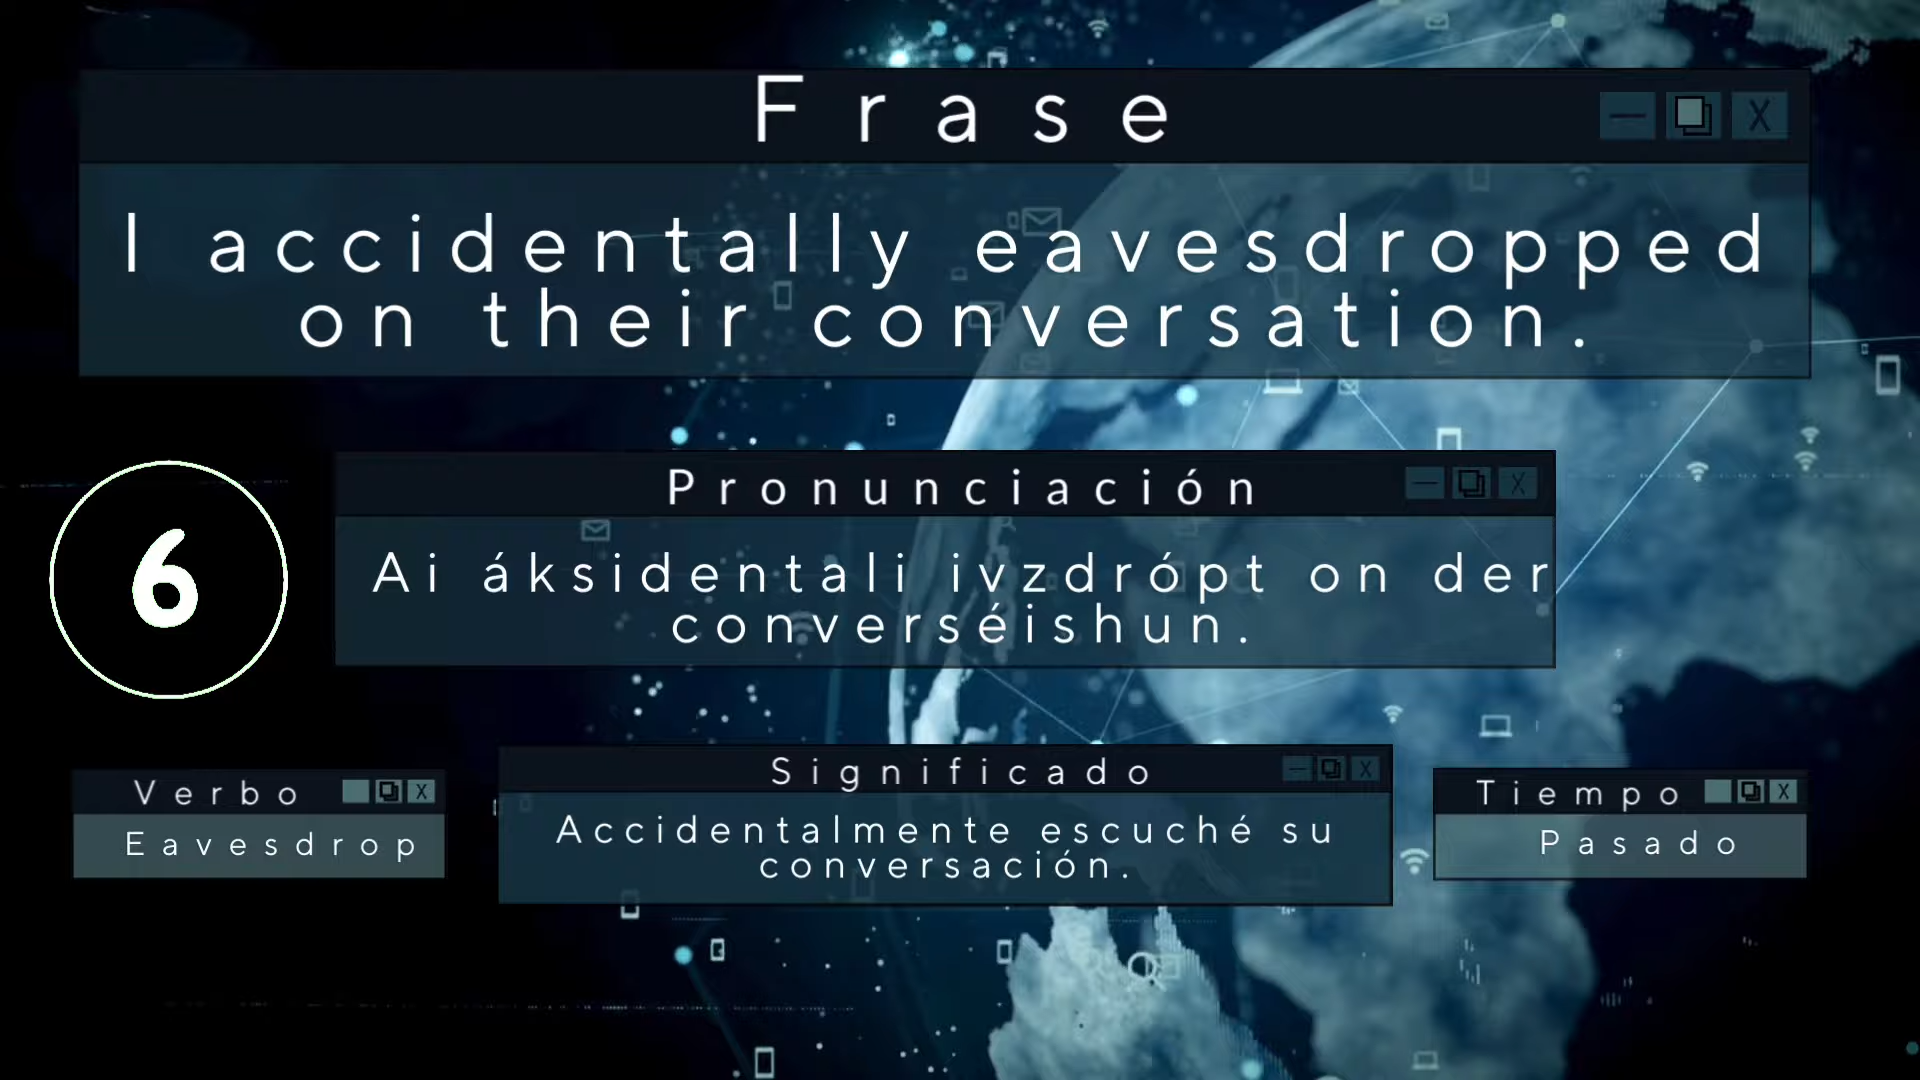 Frase
I accidentally eavesdropped
on their conversation.
6
Pronunciación
Ai áksidentali ivzdrópt on der
converséishun.
Verbo
Eavesdrop
Significado
Accidentalmente escuché su
conversación.
Tiempo
Pasado